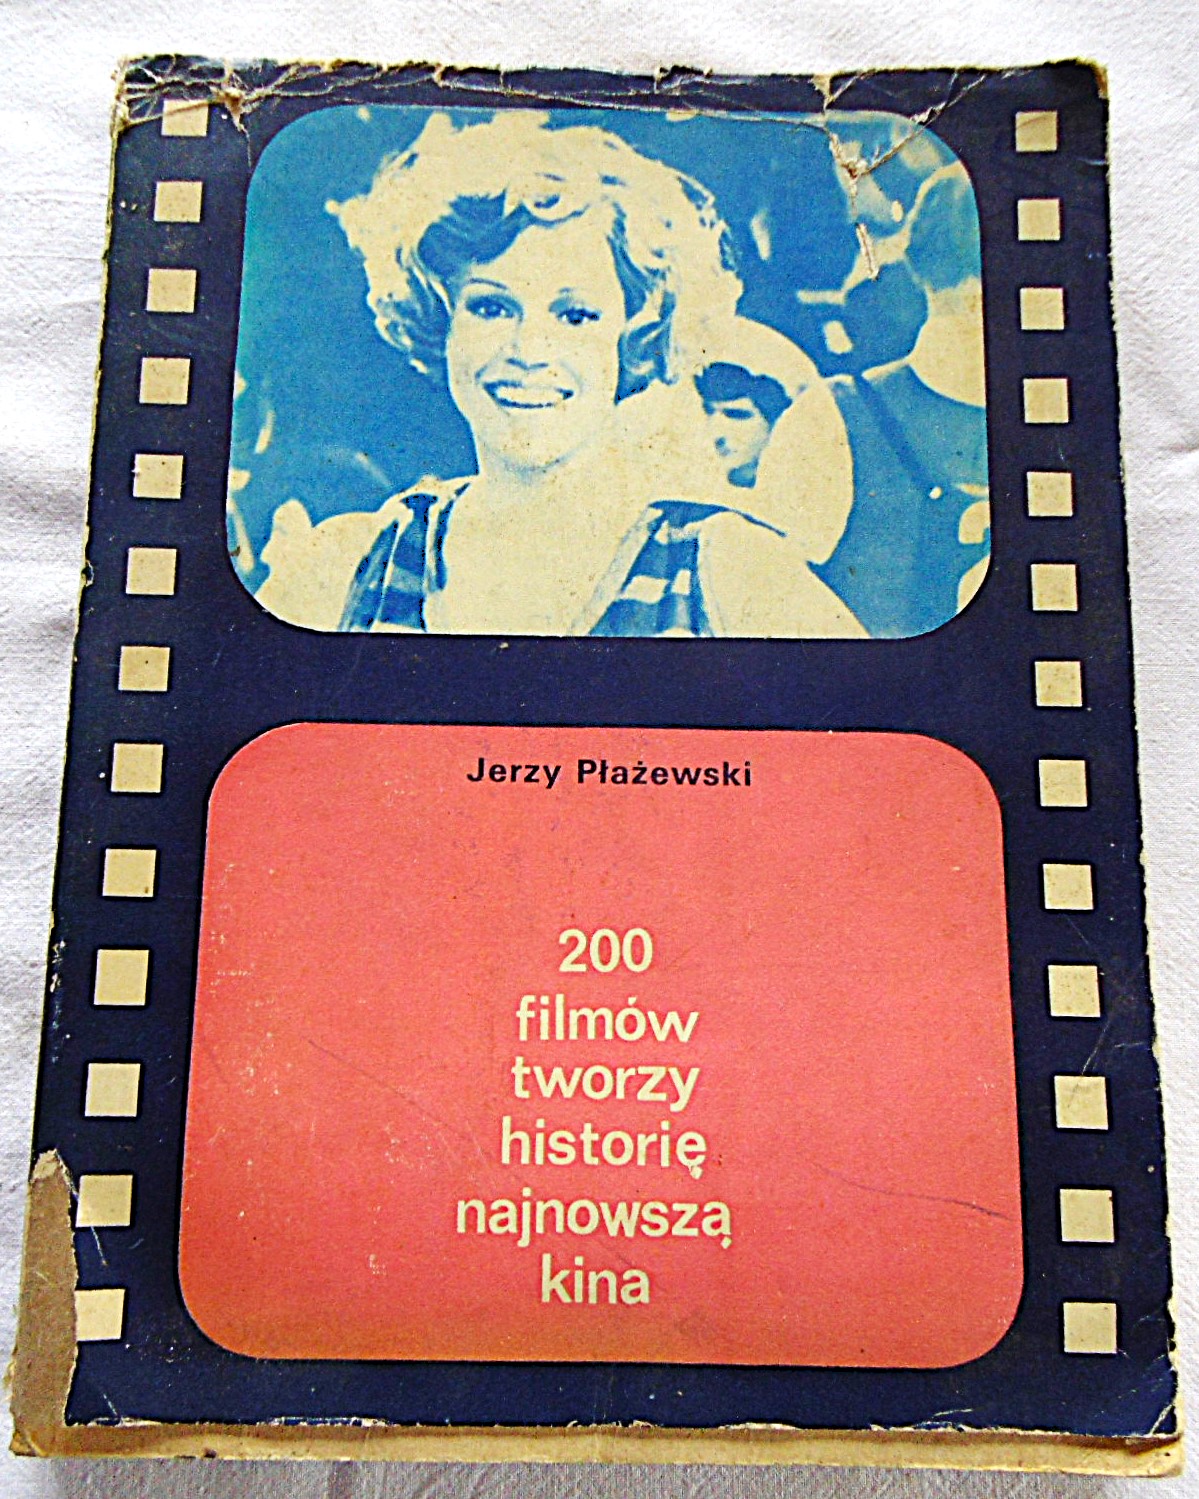 Jerzy Płażewski
200
filmów
tworzy
historię
najnowszą
kina